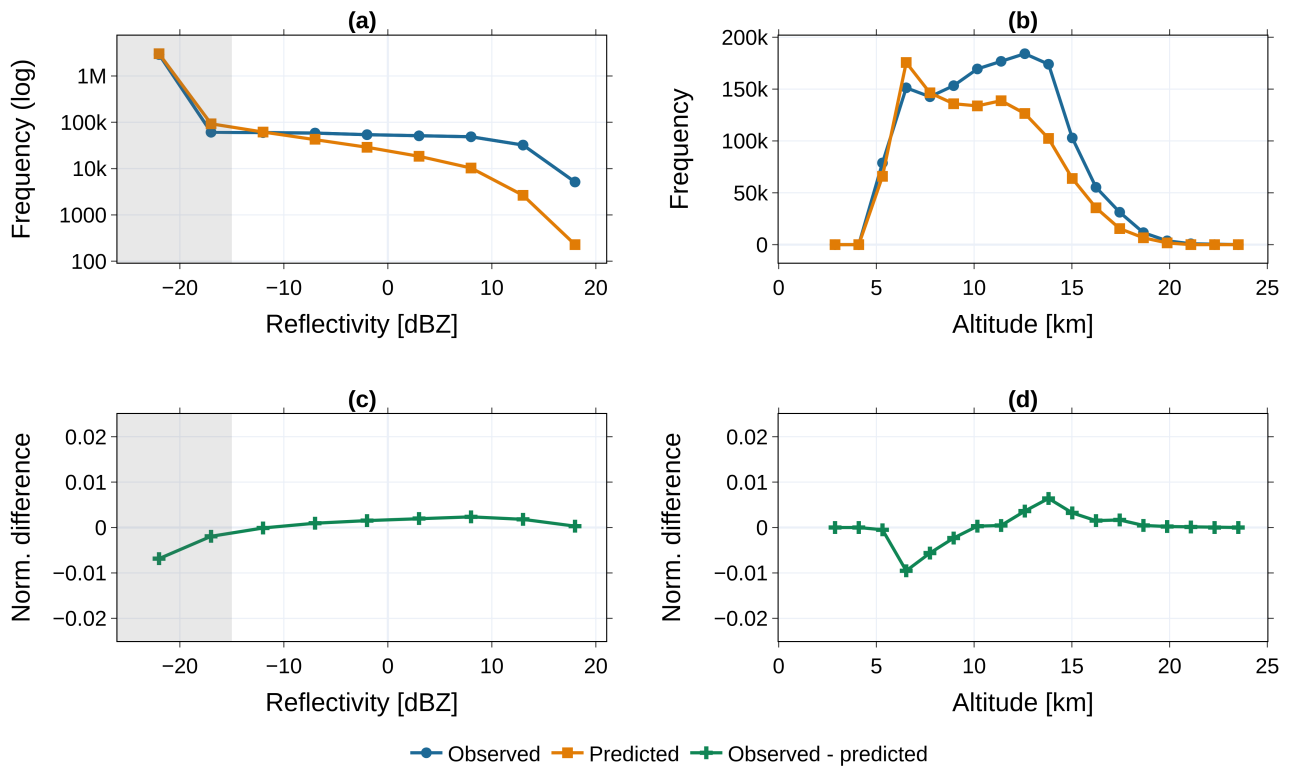 (a)
Frequency (log)
1M
100k
10k
1000
100
−20
−10
0
10
20
Reflectivity [dBZ]
(b)
Frequency
200k
150k
100k
50k
0
0
5
10
15
20
25
Altitude [km]
(c)
Norm. difference
0.02
0.01
0
−0.01
−0.02
−20
−10
0
10
20
Reflectivity [dBZ]
(d)
Norm. difference
0.02
0.01
0
−0.01
−0.02
0
5
10
15
20
25
Altitude [km]
Observed
Predicted
Observed - predicted